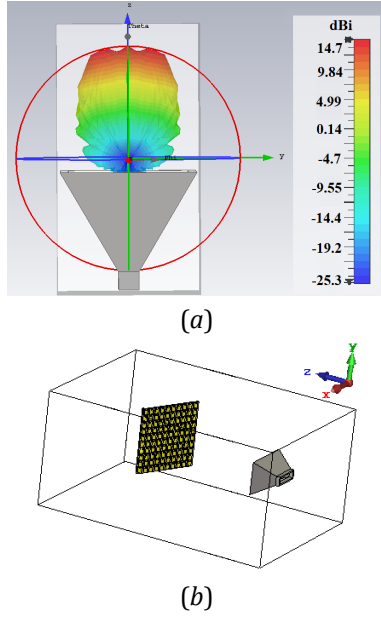 z
Theta
Phi
y
dBi
14.7
9.84
4.99
0.14
-4.7
-9.55
-14.4
-19.2
-25.3
(a)
Y
z
x
(b)